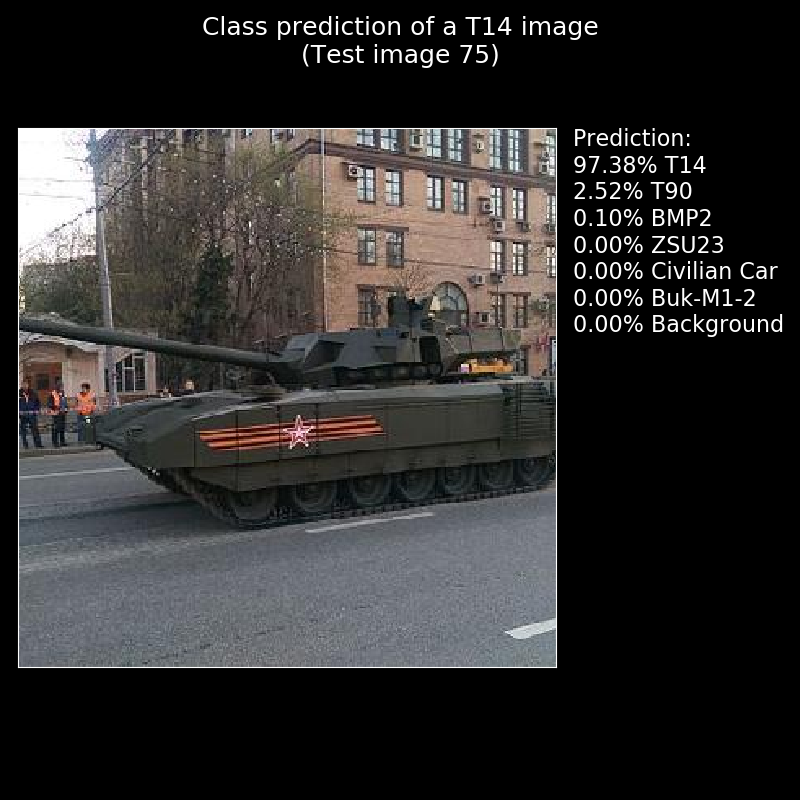 Class prediction of a T14 image
(Test image 75)
Prediction:
97.38% T14
2.52% T90
0.10% BMP2
0.00% ZSU23
0.00% Civilian Car
0.00% Buk-M1-2
0.00% Background